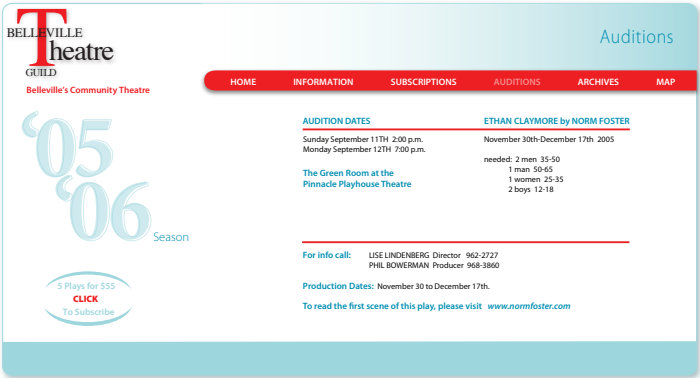 BELLEVILLE
Theatre
GUILD
Belleville's Community Theatre
Auditions
HOME INFORMATION SUBSCRIPTIONS AUDITIONS ARCHIVES MAP
'05
'06
Season
5 Plays for $55
CLICK
To Subscribe
AUDITION DATES
Sunday September 11TH 2:00 p.m.
Monday September 12TH 7:00 p.m.
The Green Room at the
Pinnacle Playhouse Theatre
ETHAN CLAYMORE by NORM FOSTER
November 30th-December 17th 2005
needed: 2 men 35-50
1 man 50-65
1 women 25-35
2 boys 12-18
For info call: LISE LINDENBERG Director 962-2727
PHIL BOWERMAN Producer 968-3860
Production Dates: November 30 to December 17th.
To read the first scene of this play, please visit www.normfoster.com